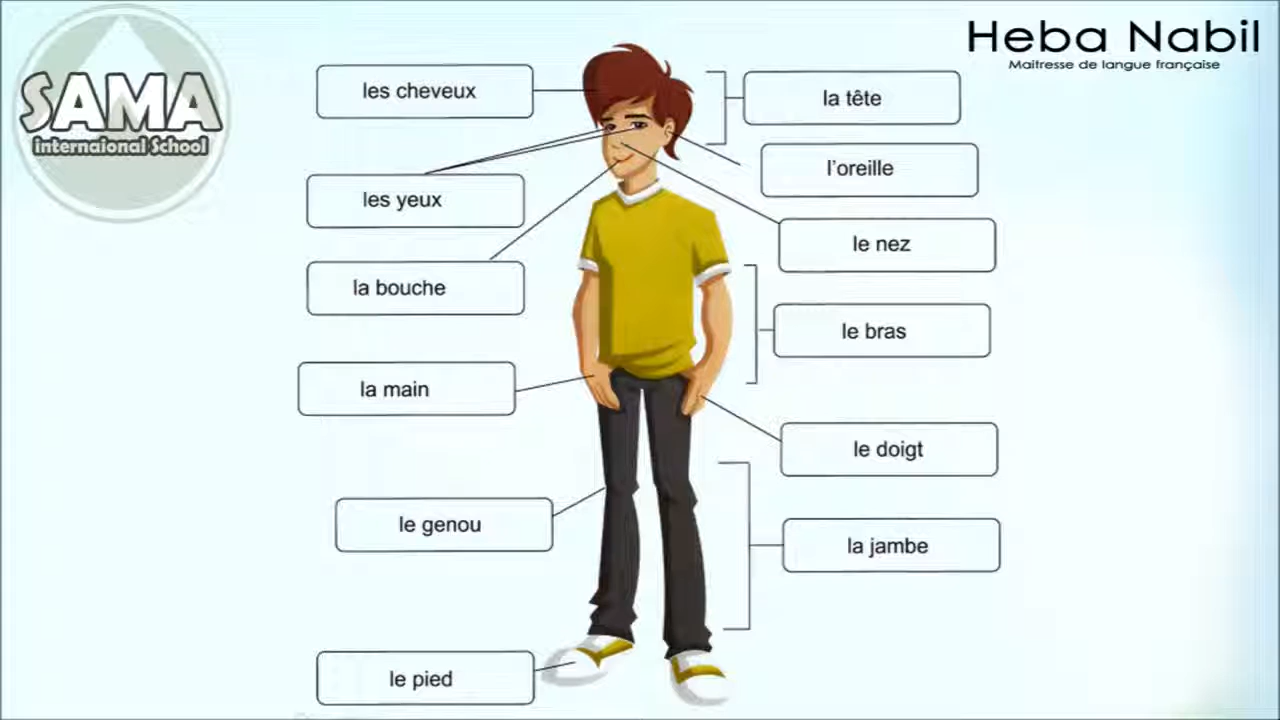 SAMA
internaional School
Heba Nabil
Maitresse de langue française
les cheveux
la tête
l'oreille
les yeux
le nez
la bouche
le bras
la main
le doigt
le genou
la jambe
le pied